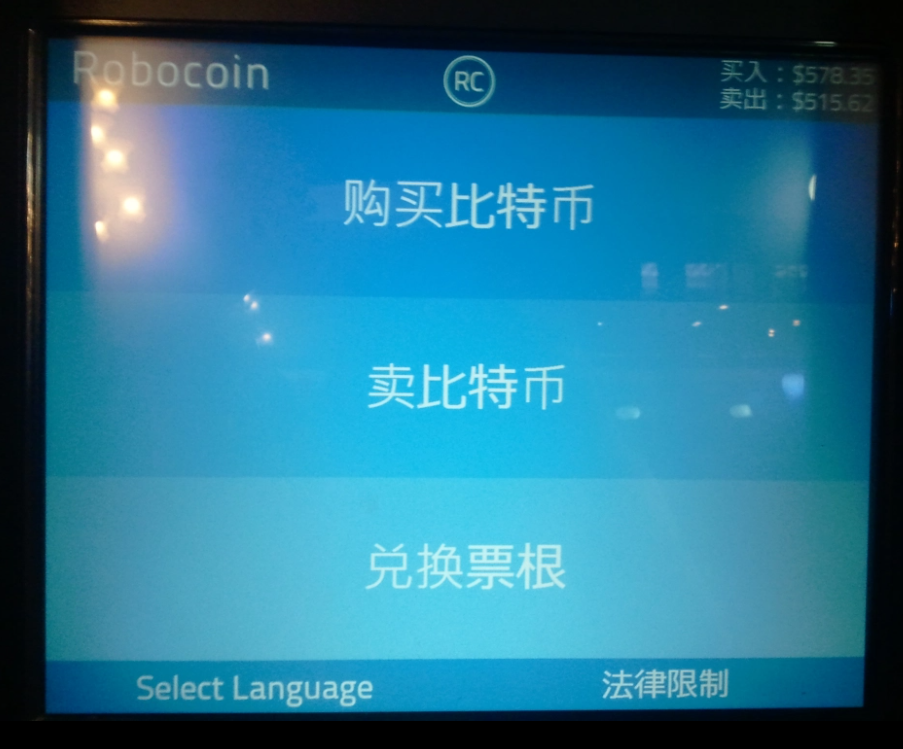 Robocoin
RC
买入：$578.35
卖出：$515.62
购买比特币
卖比特币
兑换票根
Select Language
法律限制